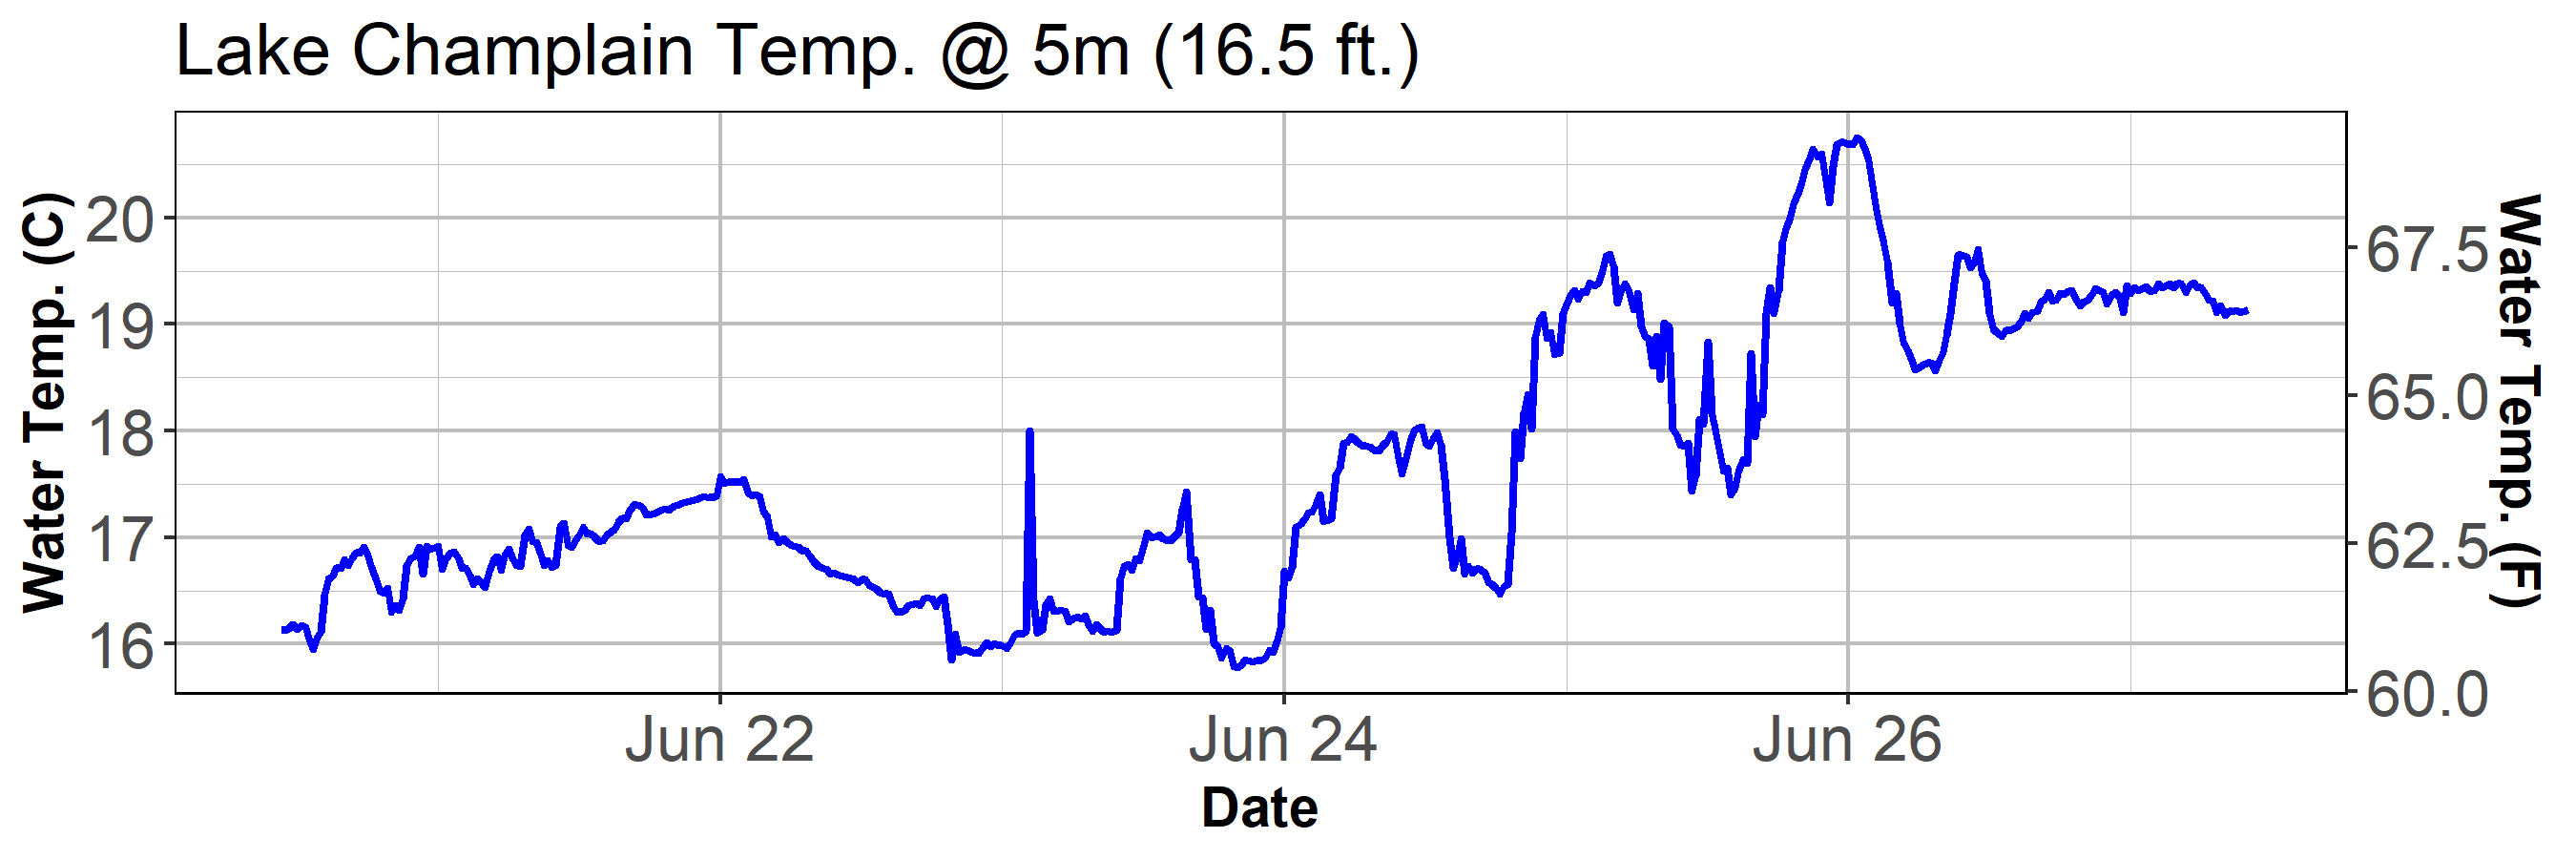 Lake Champlain Temp. @ 5m (16.5 ft.)
Water Temp. (C)
20
19
18
17
16
67.5
65.0
62.5
60.0
Water Temp. (F)
Jun 22
Jun 24
Jun 26
Date